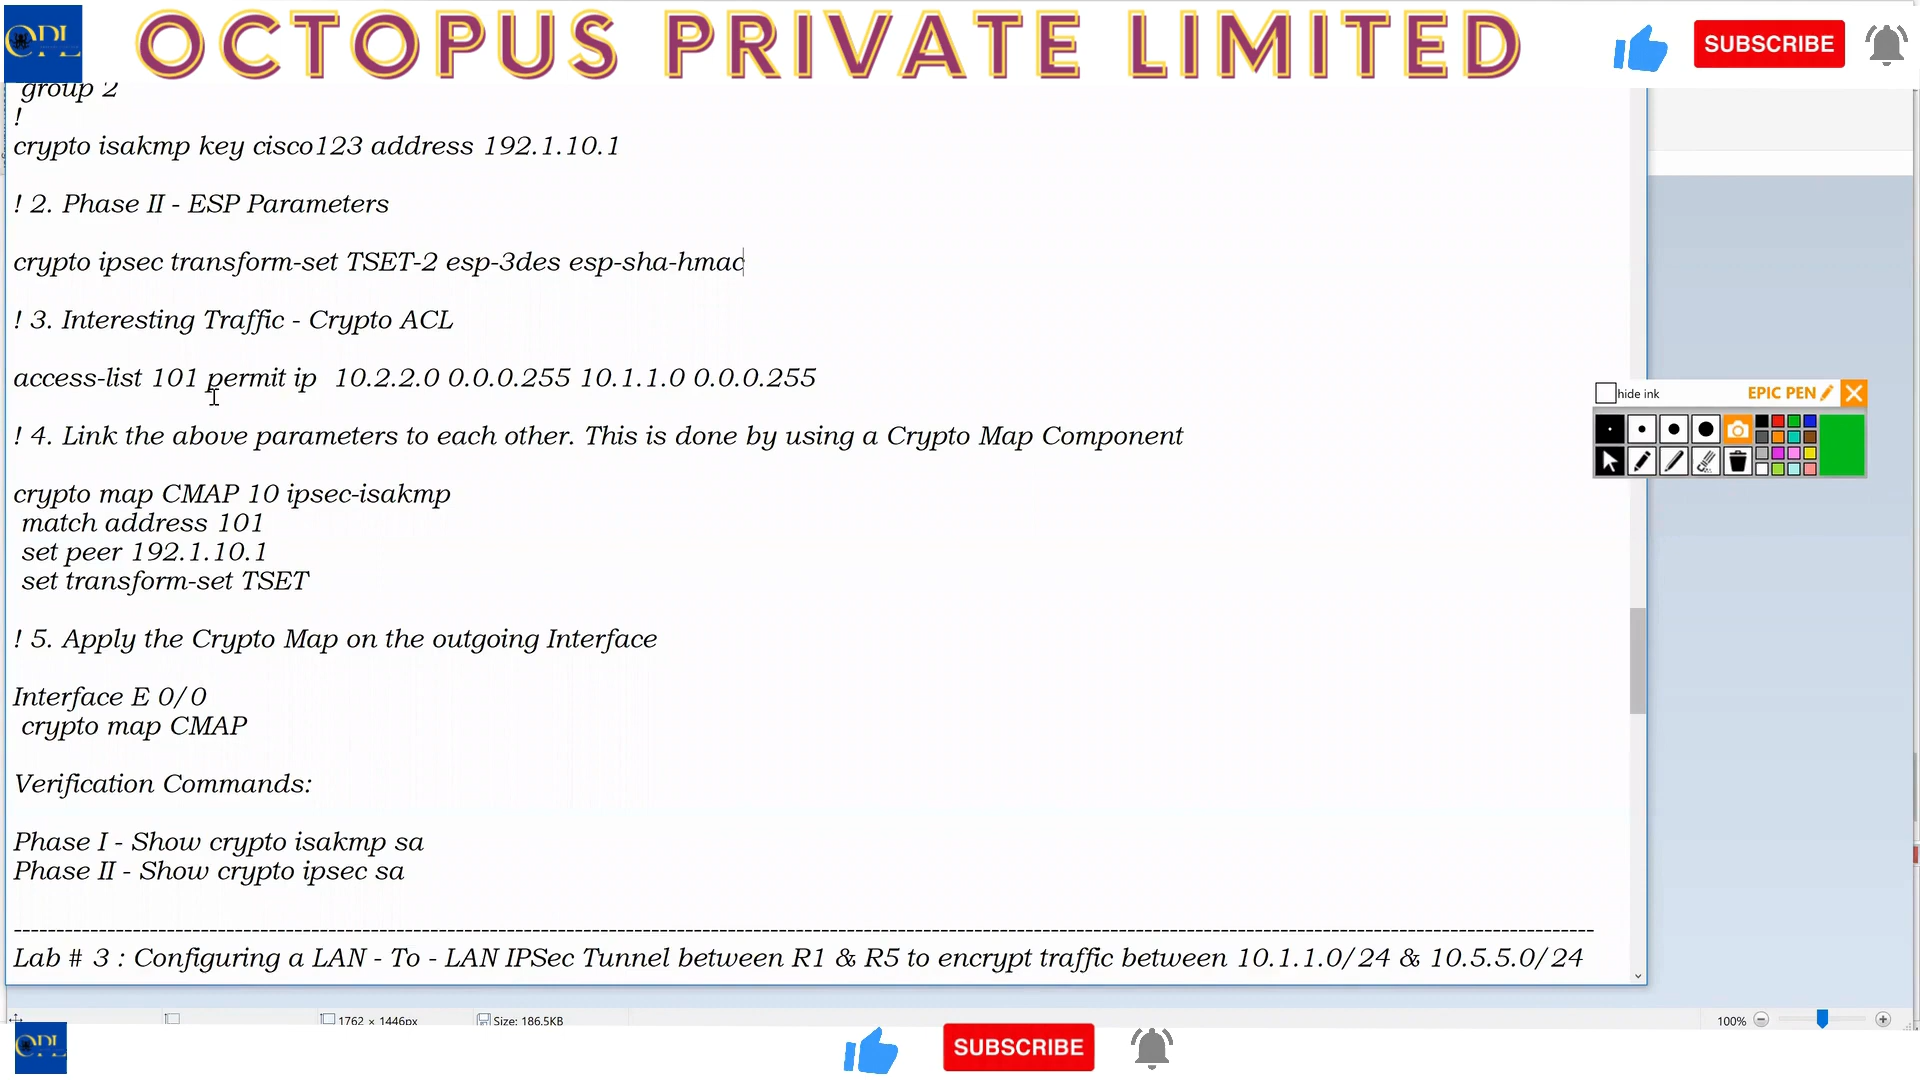 OPL
OCTOPUS PRIVATE LIMITED
SUBSCRIBE
group 2
!
crypto isakmp key cisco123 address 192.1.10.1
! 2. Phase II - ESP Parameters
crypto ipsec transform-set TSET-2 esp-3des esp-sha-hmac
! 3. Interesting Traffic - Crypto ACL
access-list 101 permit ip  10.2.2.0 0.0.0.255 10.1.1.0 0.0.0.255
! 4. Link the above parameters to each other. This is done by using a Crypto Map Component
crypto map CMAP 10 ipsec-isakmp
match address 101
set peer 192.1.10.1
set transform-set TSET
! 5. Apply the Crypto Map on the outgoing Interface
Interface E 0/0
crypto map CMAP
Verification Commands:
Phase I - Show crypto isakmp sa
Phase II - Show crypto ipsec sa
--------------------------------------------------------------------------------
Lab # 3 : Configuring a LAN - To - LAN IPSec Tunnel between R1 & R5 to encrypt traffic between 10.1.1.0/24 & 10.5.5.0/24
hide ink
EPIC PEN
1762 × 1446px
Size: 186.5KB
100%
OPL
SUBSCRIBE